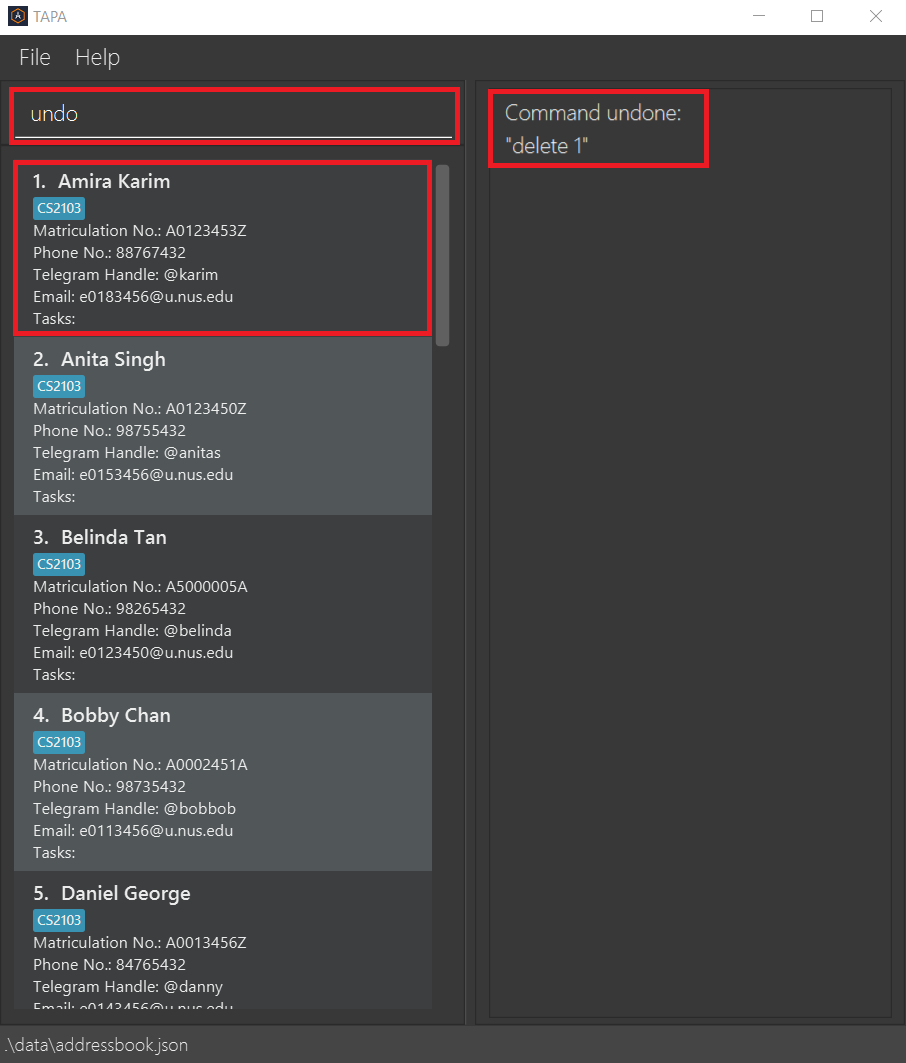 TAPA
File Help
undo
Command undone:
"delete 1"
1. Amira Karim
CS2103
Matriculation No.: A0123453Z
Phone No.: 88767432
Telegram Handle: @karim
Email: e0183456@u.nus.edu
Tasks:
2. Anita Singh
CS2103
Matriculation No.: A0123450Z
Phone No.: 98755432
Telegram Handle: @anitas
Email: e0153456@u.nus.edu
Tasks:
3. Belinda Tan
CS2103
Matriculation No.: A5000005A
Phone No.: 98265432
Telegram Handle: @belinda
Email: e0123450@u.nus.edu
Tasks:
4. Bobby Chan
CS2103
Matriculation No.: A0002451A
Phone No.: 98735432
Telegram Handle: @bobbob
Email: e0113456@u.nus.edu
Tasks:
5. Daniel George
CS2103
Matriculation No.: A0013456Z
Phone No.: 84765432
Telegram Handle: @danny
Email: e0143456@u.nus.edu
.\data\addressbook.json